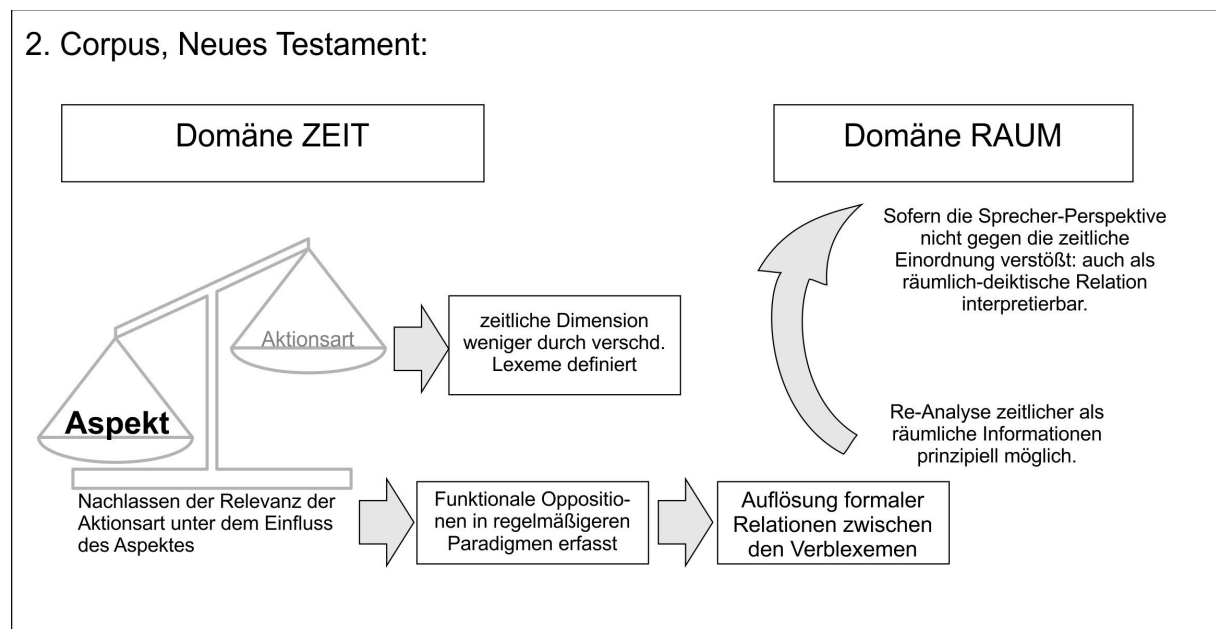 2. Corpus, Neues Testament:
Domäne ZEIT
Domäne RAUM
Sofern die Sprecher-Perspektive
nicht gegen die zeitliche
Einordnung verstößt: auch als
räumlich-deiktische Relation
interpretierbar.
Aktionsart
zeitliche Dimension
weniger durch verschd.
Lexeme definiert
Aspekt
Re-Analyse zeitlicher als
räumliche Informationen
prinzipiell möglich.
Nachlassen der Relevanz der
Aktionsart unter dem Einfluss
des Aspektes
Funktionale Oppositio-
nen in regelmäßigeren
Paradigmen erfasst
Auflösung formaler
Relationen zwischen
den Verblexemen